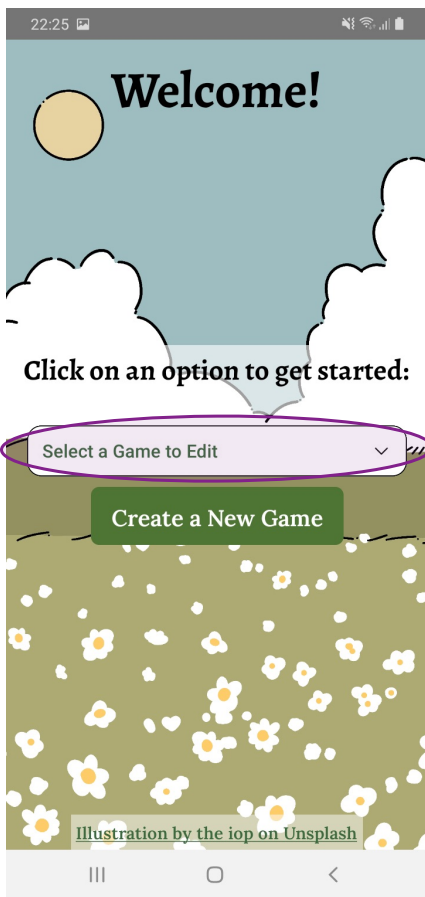 22:25
Welcome!
Click on an option to get started:
Select a Game to Edit
Create a New Game
Illustration by the iop on Unsplash